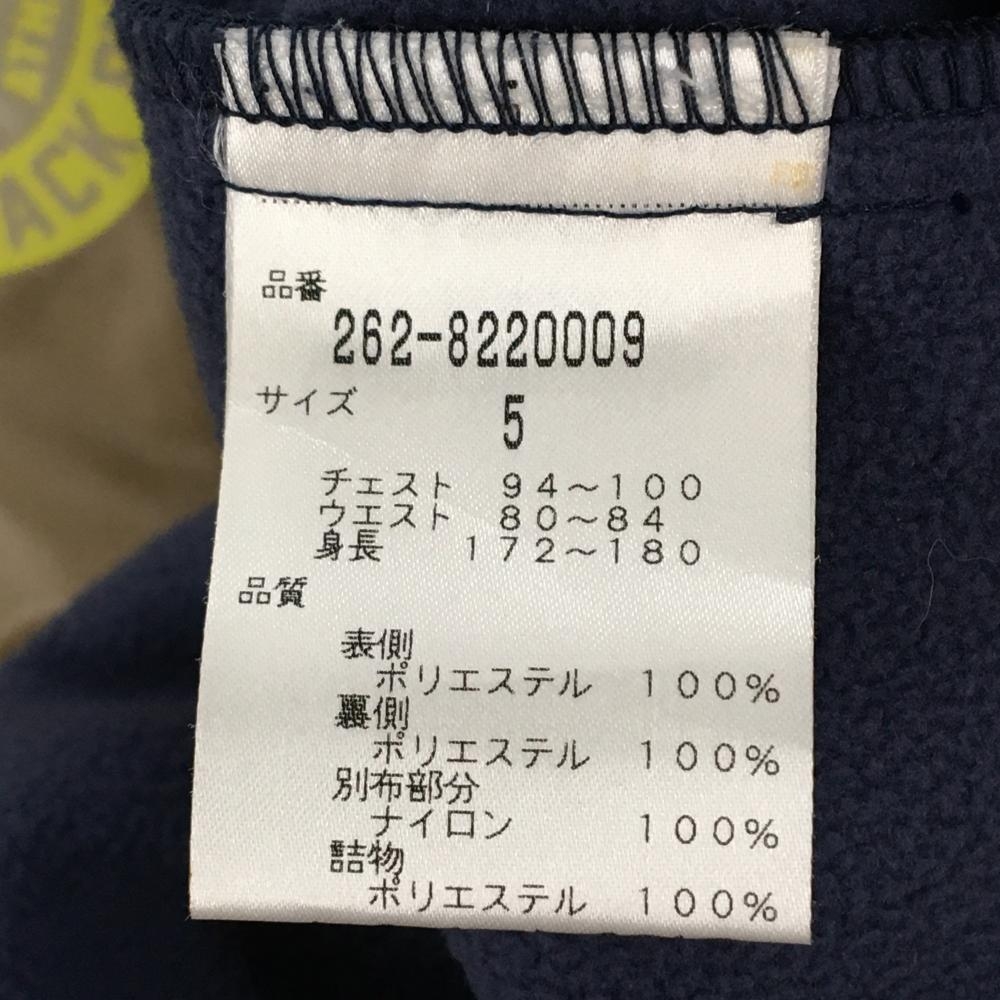 ACK
品番
262-8220009
サイズ 5
チェスト 94～100
ウエスト 80～84
身長 172～180
品質
表側
ポリエステル 100%
裏側
ポリエステル 100%
別布部分
ナイロン 100%
詰物
ポリエステル 100%